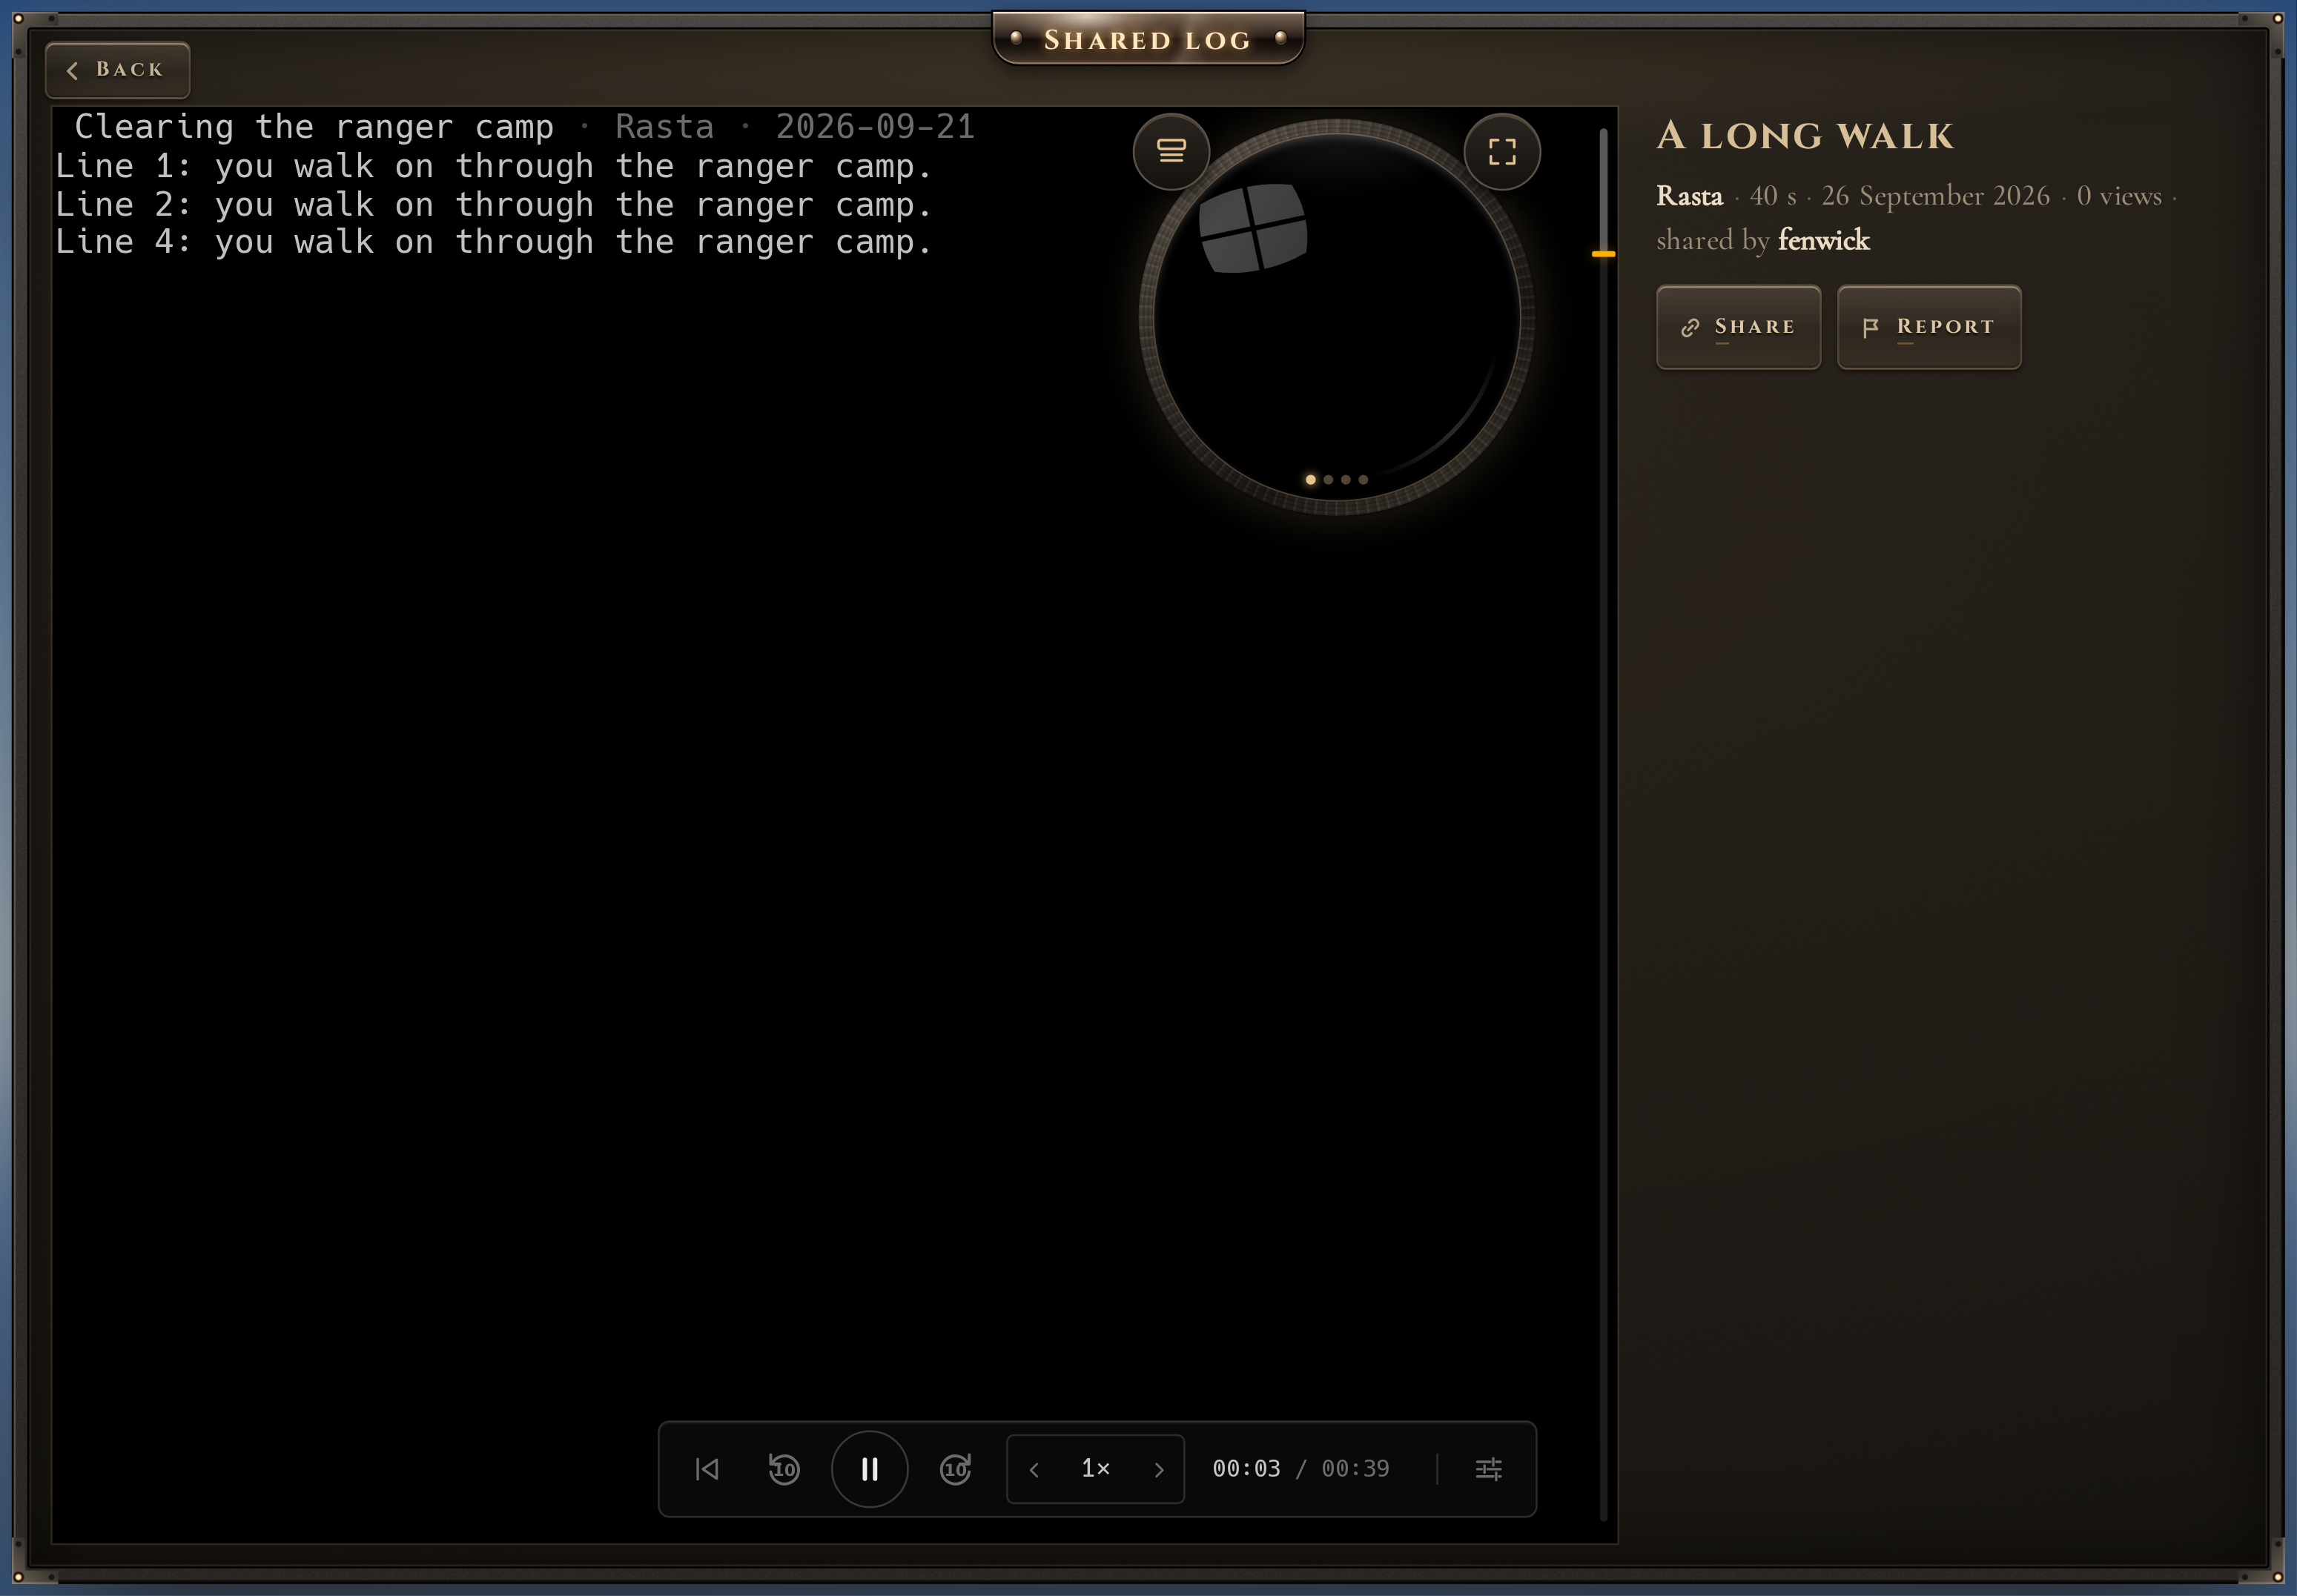 SHARED LOG
BACK
Clearing the ranger camp · Rasta · 2026-09-21
Line 1: you walk on through the ranger camp.
Line 2: you walk on through the ranger camp.
Line 4: you walk on through the ranger camp.
A LONG WALK
Rasta · 40 s · 26 September 2026 · 0 views ·
shared by fenwick
SHARE
REPORT
10
10
1×
00:03 / 00:39